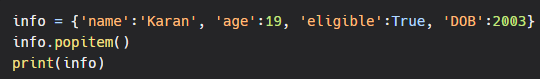 info = {'name':'Karan', 'age':19, 'eligible':True, 'DOB':2003}
info.popitem()
print(info)